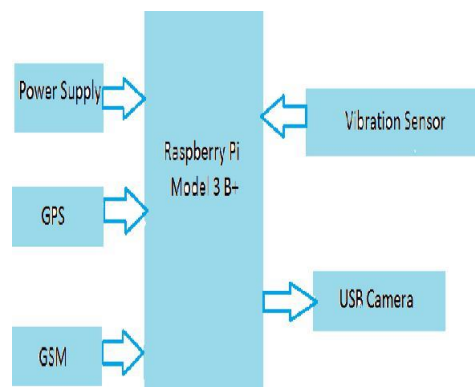 Power Supply
GPS
GSM
Raspberry Pi
Model 3 B+
Vibration Sensor
USB Camera